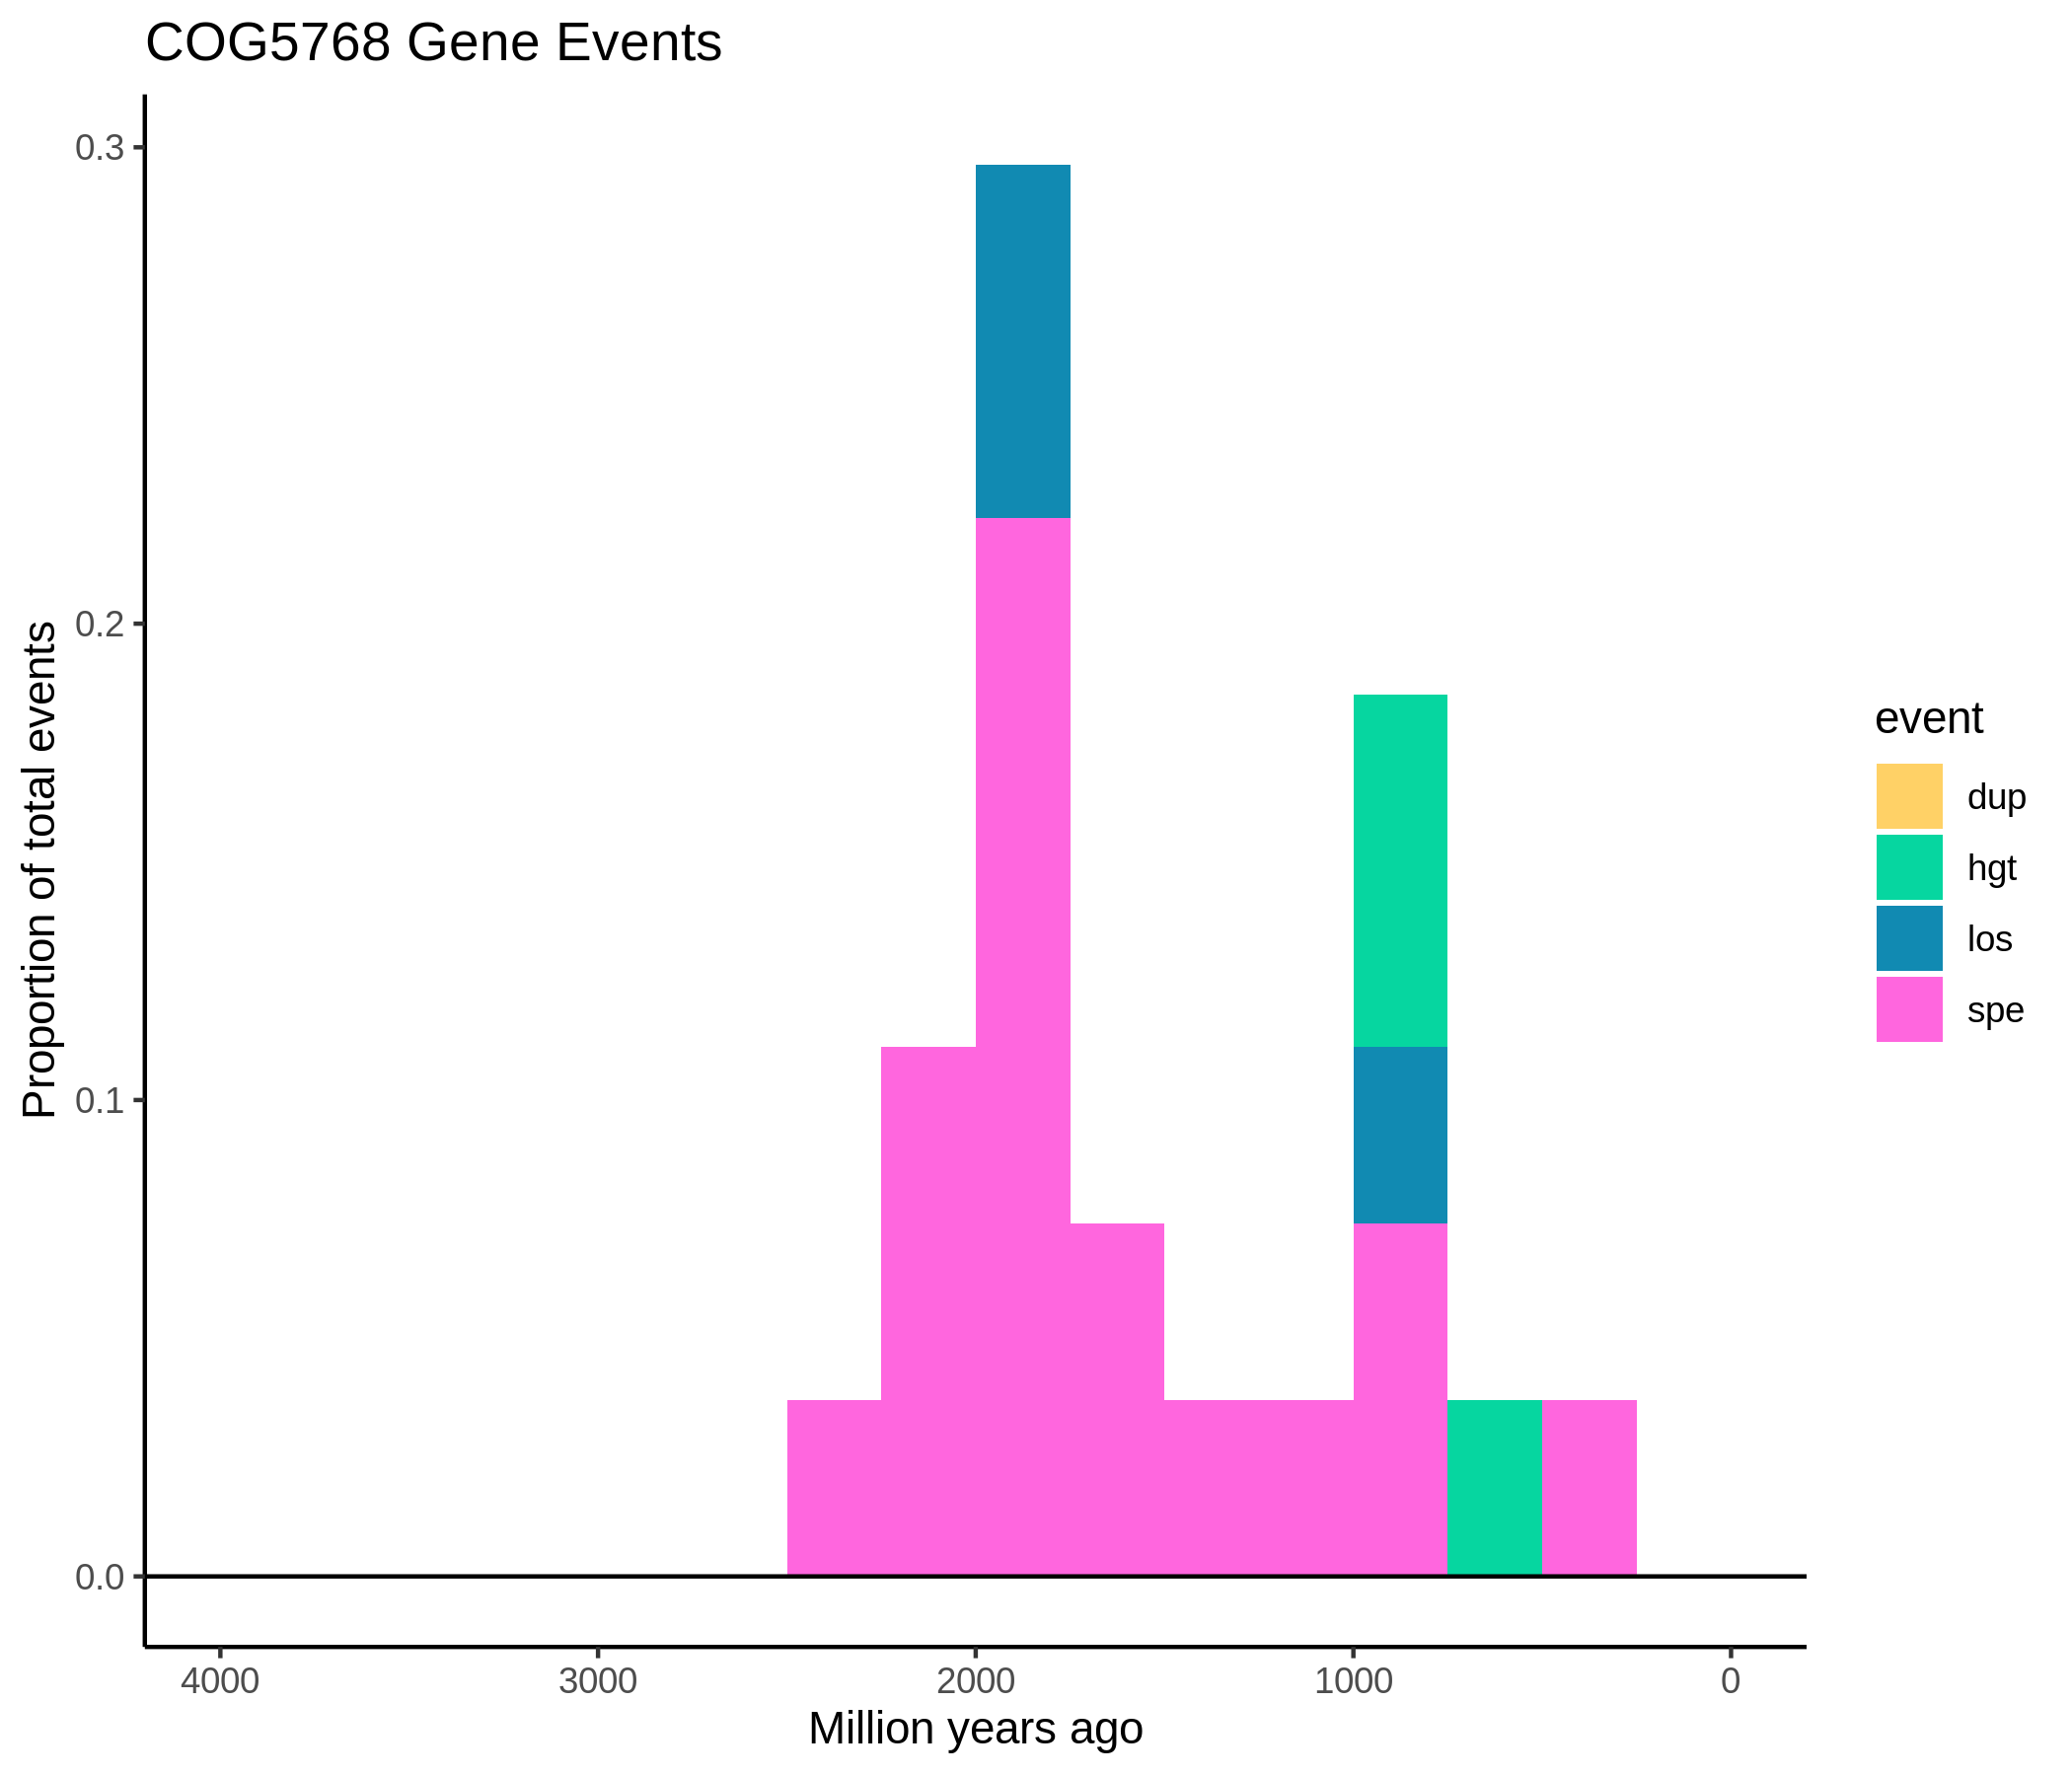 COG5768 Gene Events
0.3
0.2
0.1
0.0
Proportion of total events
4000 3000 2000 1000 0
Million years ago
event
dup
hgt
los
spe